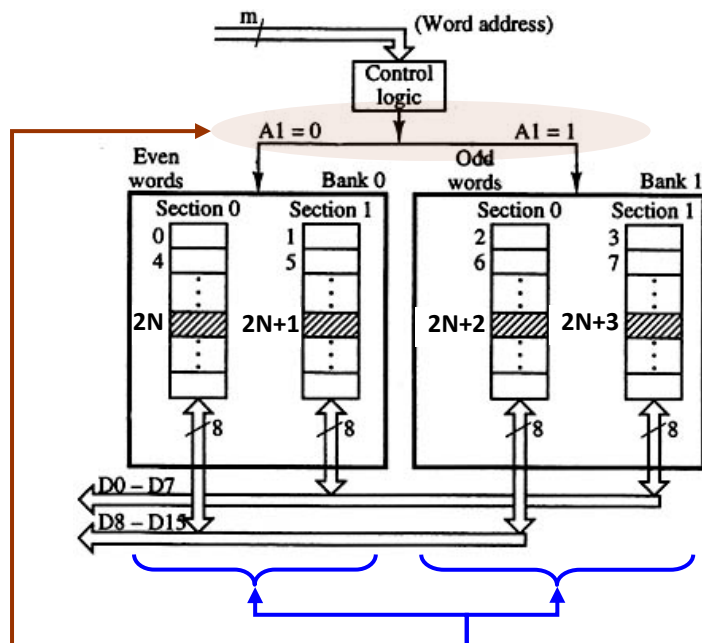 m
(Word address)
Control
logic
A1 = 0
A1 = 1
Even
words
Bank 0
Odd
words
Bank 1
Section 0
Section 1
Section 0
Section 1
0
1
2
3
4
5
6
7
2N
2N+1
2N+2
2N+3
8
8
8
8
D0 – D7
D8 – D15